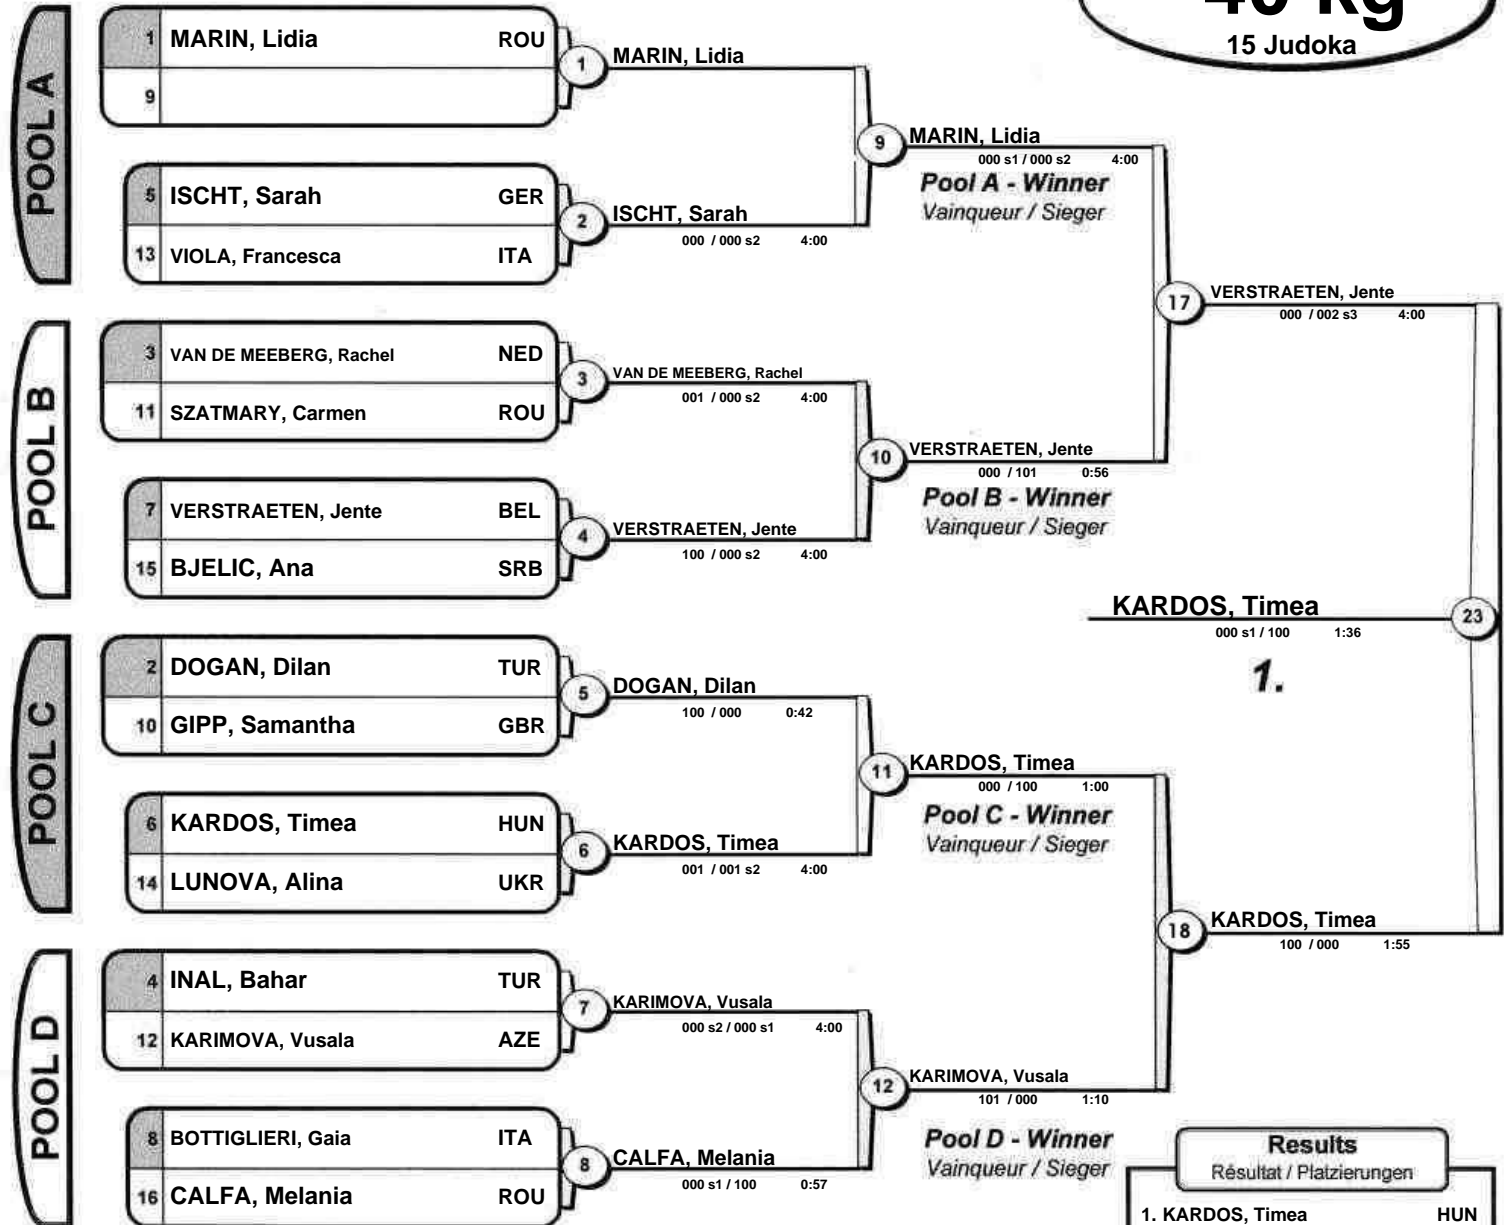 40 kg
15 Judoka
POOL A
1 MARIN, Lidia ROU
9
1 MARIN, Lidia
5 ISCHT, Sarah GER
13 VIOLA, Francesca ITA
2 ISCHT, Sarah
000 / 000 s2 4:00
9 MARIN, Lidia
000 s1 / 000 s2 4:00
Pool A - Winner
Vainqueur / Sieger
POOL B
3 VAN DE MEEBERG, Rachel NED
11 SZATMARY, Carmen ROU
3 VAN DE MEEBERG, Rachel
001 / 000 s2 4:00
7 VERSTRAETEN, Jente BEL
15 BJELIC, Ana SRB
4 VERSTRAETEN, Jente
100 / 000 s2 4:00
10 VERSTRAETEN, Jente
000 / 101 0:56
Pool B - Winner
Vainqueur / Sieger
17 VERSTRAETEN, Jente
000 / 002 s3 4:00
KARDOS, Timea 23
000 s1 / 100 1:36
1.
POOL C
2 DOGAN, Dilan TUR
10 GIPP, Samantha GBR
5 DOGAN, Dilan
100 / 000 0:42
6 KARDOS, Timea HUN
14 LUNOVA, Alina UKR
6 KARDOS, Timea
001 / 001 s2 4:00
11 KARDOS, Timea
000 / 100 1:00
Pool C - Winner
Vainqueur / Sieger
18 KARDOS, Timea
100 / 000 1:55
POOL D
4 INAL, Bahar TUR
12 KARIMOVA, Vusala AZE
7 KARIMOVA, Vusala
000 s2 / 000 s1 4:00
8 BOTTIGLIERI, Gaia ITA
16 CALFA, Melania ROU
8 CALFA, Melania
000 s1 / 100 0:57
12 KARIMOVA, Vusala
101 / 000 1:10
Pool D - Winner
Vainqueur / Sieger
Results
Résultat / Platzierungen
1. KARDOS, Timea HUN